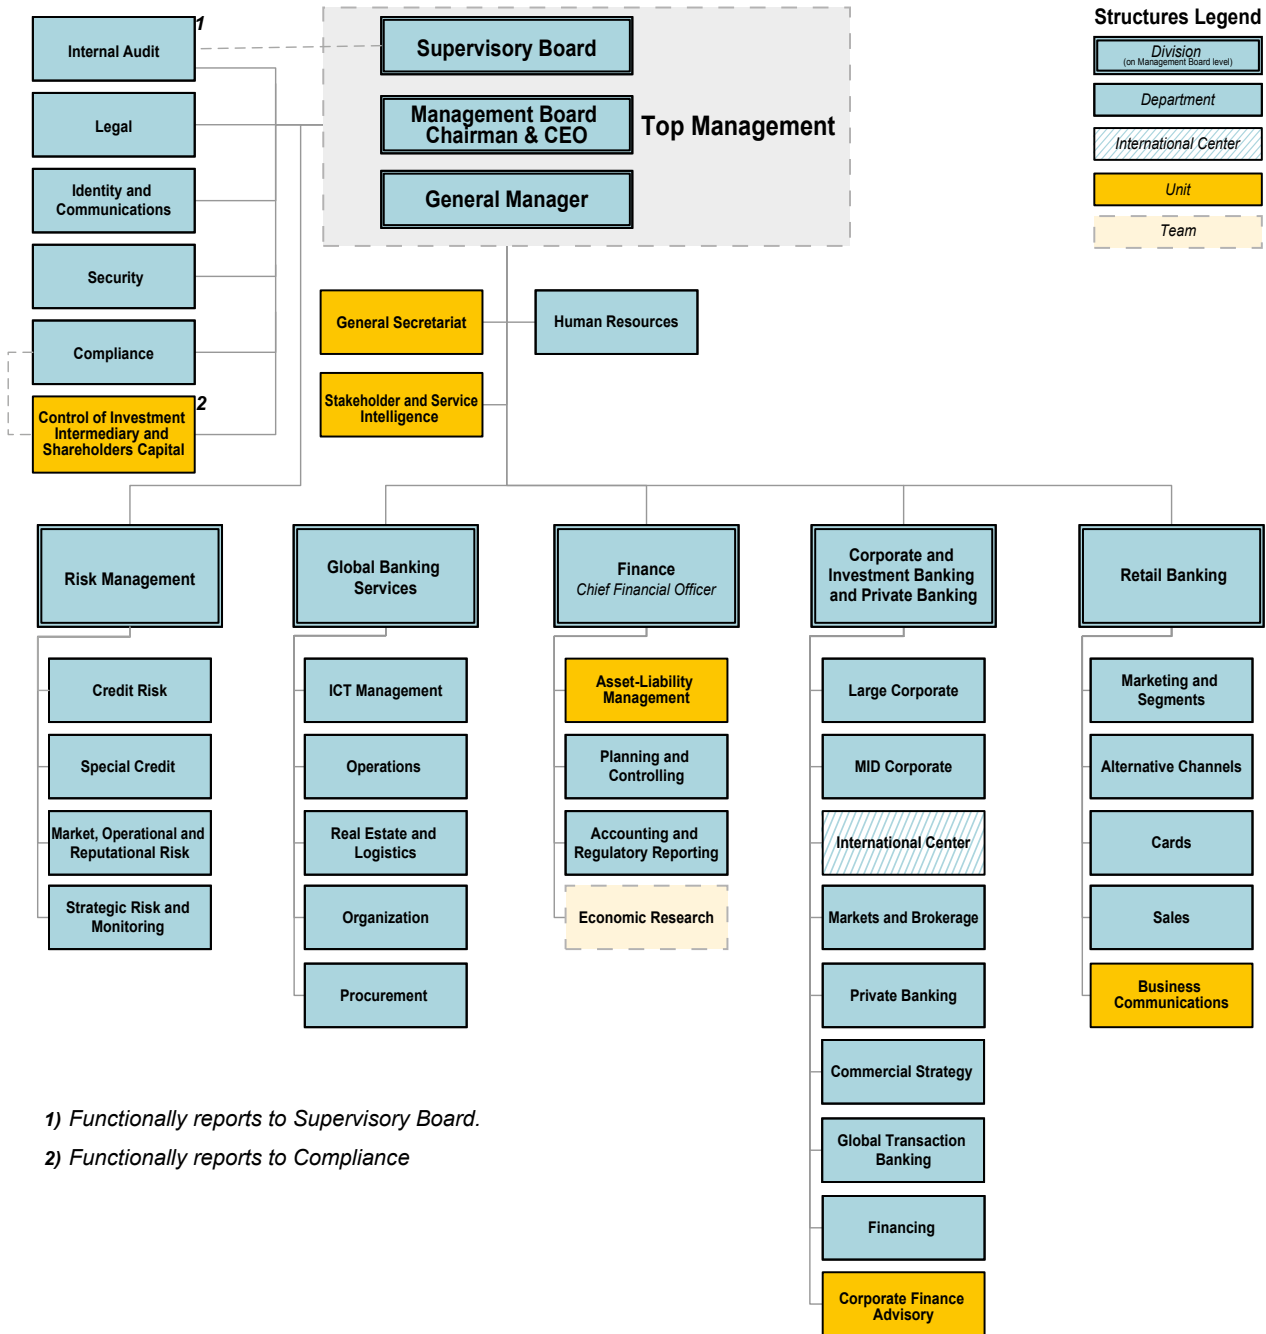 1
Internal Audit
Legal
Identity and
Communications
Security
Compliance
2
Control of Investment
Intermediary and
Shareholders Capital
Supervisory Board
Management Board
Chairman & CEO
Top Management
General Manager
Structures Legend
Division
(on Management Board level)
Department
International Center
Unit
Team
General Secretariat
Human Resources
Stakeholder and Service
Intelligence
Risk Management
Credit Risk
Special Credit
Market, Operational and
Reputational Risk
Strategic Risk and
Monitoring
Global Banking
Services
ICT Management
Operations
Real Estate and
Logistics
Organization
Procurement
Finance
Chief Financial Officer
Asset-Liability
Management
Planning and
Controlling
Accounting and
Regulatory Reporting
Economic Research
Corporate and
Investment Banking
and Private Banking
Large Corporate
MID Corporate
International Center
Markets and Brokerage
Private Banking
Commercial Strategy
Global Transaction
Banking
Financing
Corporate Finance
Advisory
Retail Banking
Marketing and
Segments
Alternative Channels
Cards
Sales
Business
Communications
1) Functionally reports to Supervisory Board.
2) Functionally reports to Compliance